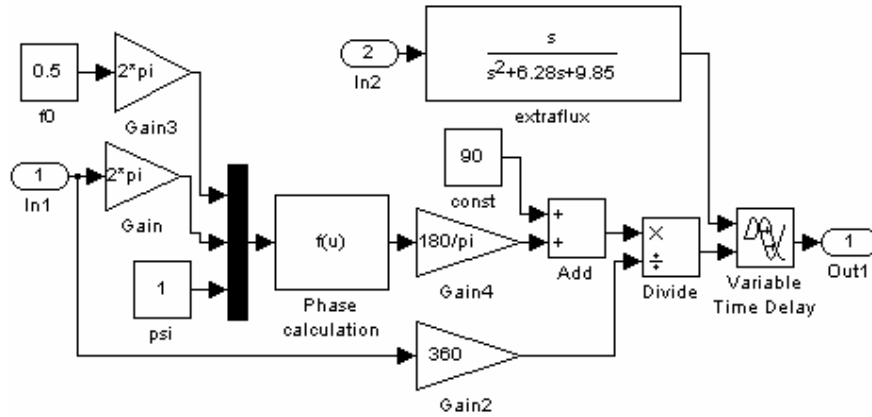 0.5
f0
2*pi
Gain3
1
In1
2*pi
Gain
1
psi
f(u)
Phase
calculation
180/pi
Gain4
360
Gain2
2
In2
s
s²+6.28s+9.85
extraflux
90
const
+
+
Add
×
÷
Divide
Variable
Time Delay
1
Out1